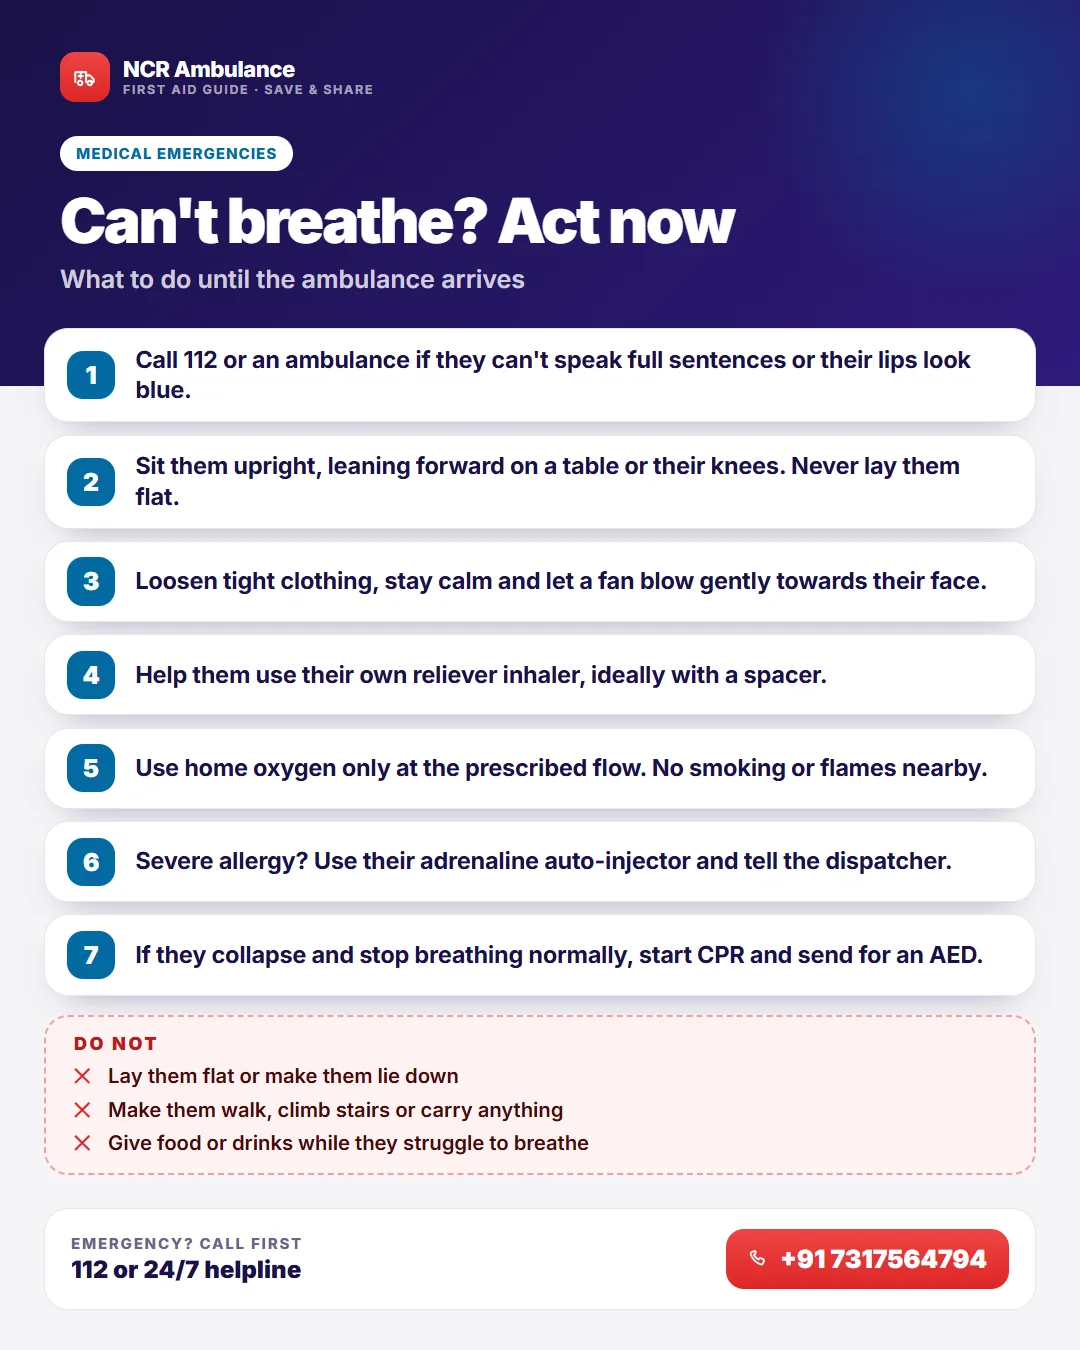 NCR Ambulance
FIRST AID GUIDE · SAVE & SHARE
MEDICAL EMERGENCIES
Can't breathe? Act now
What to do until the ambulance arrives
1
Call 112 or an ambulance if they can't speak full sentences or their lips look
blue.
2
Sit them upright, leaning forward on a table or their knees. Never lay them
flat.
3
Loosen tight clothing, stay calm and let a fan blow gently towards their face.
4
Help them use their own reliever inhaler, ideally with a spacer.
5
Use home oxygen only at the prescribed flow. No smoking or flames nearby.
6
Severe allergy? Use their adrenaline auto-injector and tell the dispatcher.
7
If they collapse and stop breathing normally, start CPR and send for an AED.
DO NOT
Lay them flat or make them lie down
Make them walk, climb stairs or carry anything
Give food or drinks while they struggle to breathe
EMERGENCY? CALL FIRST
112 or 24/7 helpline
+91 7317564794